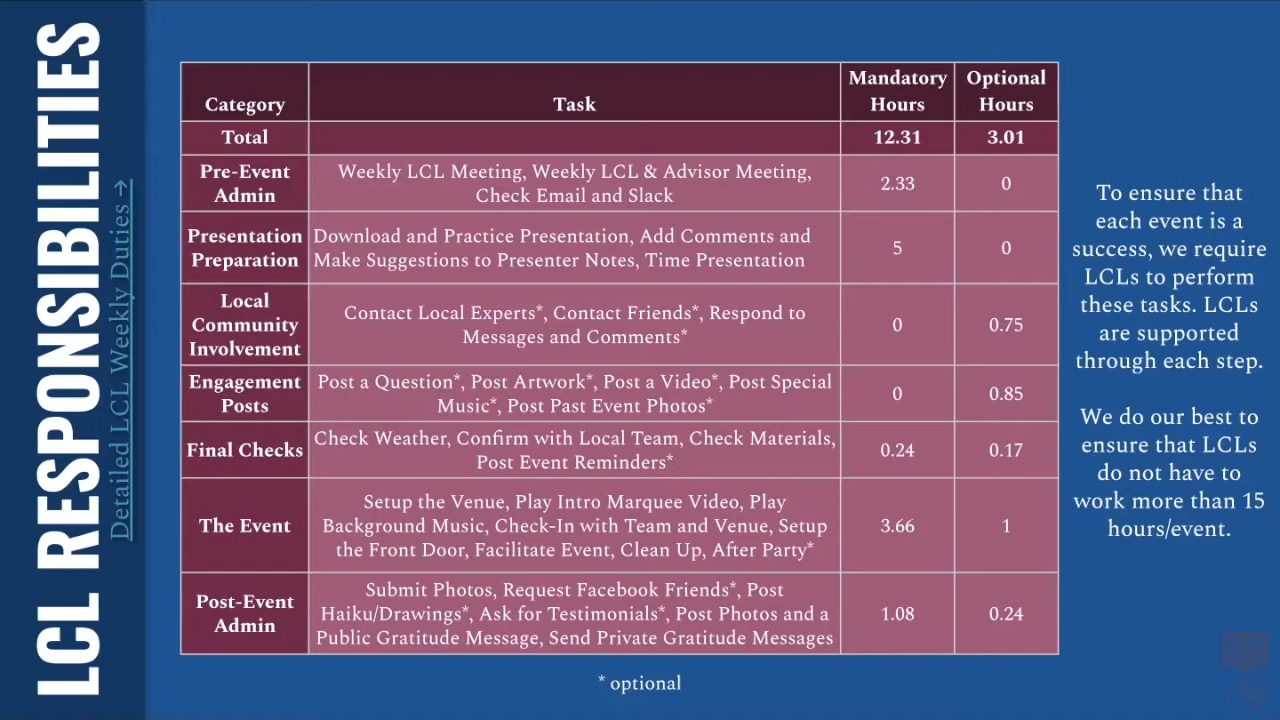 LCL RESPONSIBILITIES
Detailed LCL Weekly Duties →
Category
Task
Mandatory
Hours
Optional
Hours
Total
12.31
3.01
Pre-Event
Admin
Weekly LCL Meeting, Weekly LCL & Advisor Meeting,
Check Email and Slack
2.33
0
Presentation
Preparation
Download and Practice Presentation, Add Comments and
Make Suggestions to Presenter Notes, Time Presentation
5
0
Local
Community
Involvement
Contact Local Experts*, Contact Friends*, Respond to
Messages and Comments*
0
0.75
Engagement
Posts
Post a Question*, Post Artwork*, Post a Video*, Post Special
Music*, Post Past Event Photos*
0
0.85
Final Checks
Check Weather, Confirm with Local Team, Check Materials,
Post Event Reminders*
0.24
0.17
The Event
Setup the Venue, Play Intro Marquee Video, Play
Background Music, Check-In with Team and Venue, Setup
the Front Door, Facilitate Event, Clean Up, After Party*
3.66
1
Post-Event
Admin
Submit Photos, Request Facebook Friends*, Post
Haiku/Drawings*, Ask for Testimonials*, Post Photos and a
Public Gratitude Message, Send Private Gratitude Messages
1.08
0.24
* optional
To ensure that
each event is a
success, we require
LCLs to perform
these tasks. LCLs
are supported
through each step.
We do our best to
ensure that LCLs
do not have to
work more than 15
hours/event.